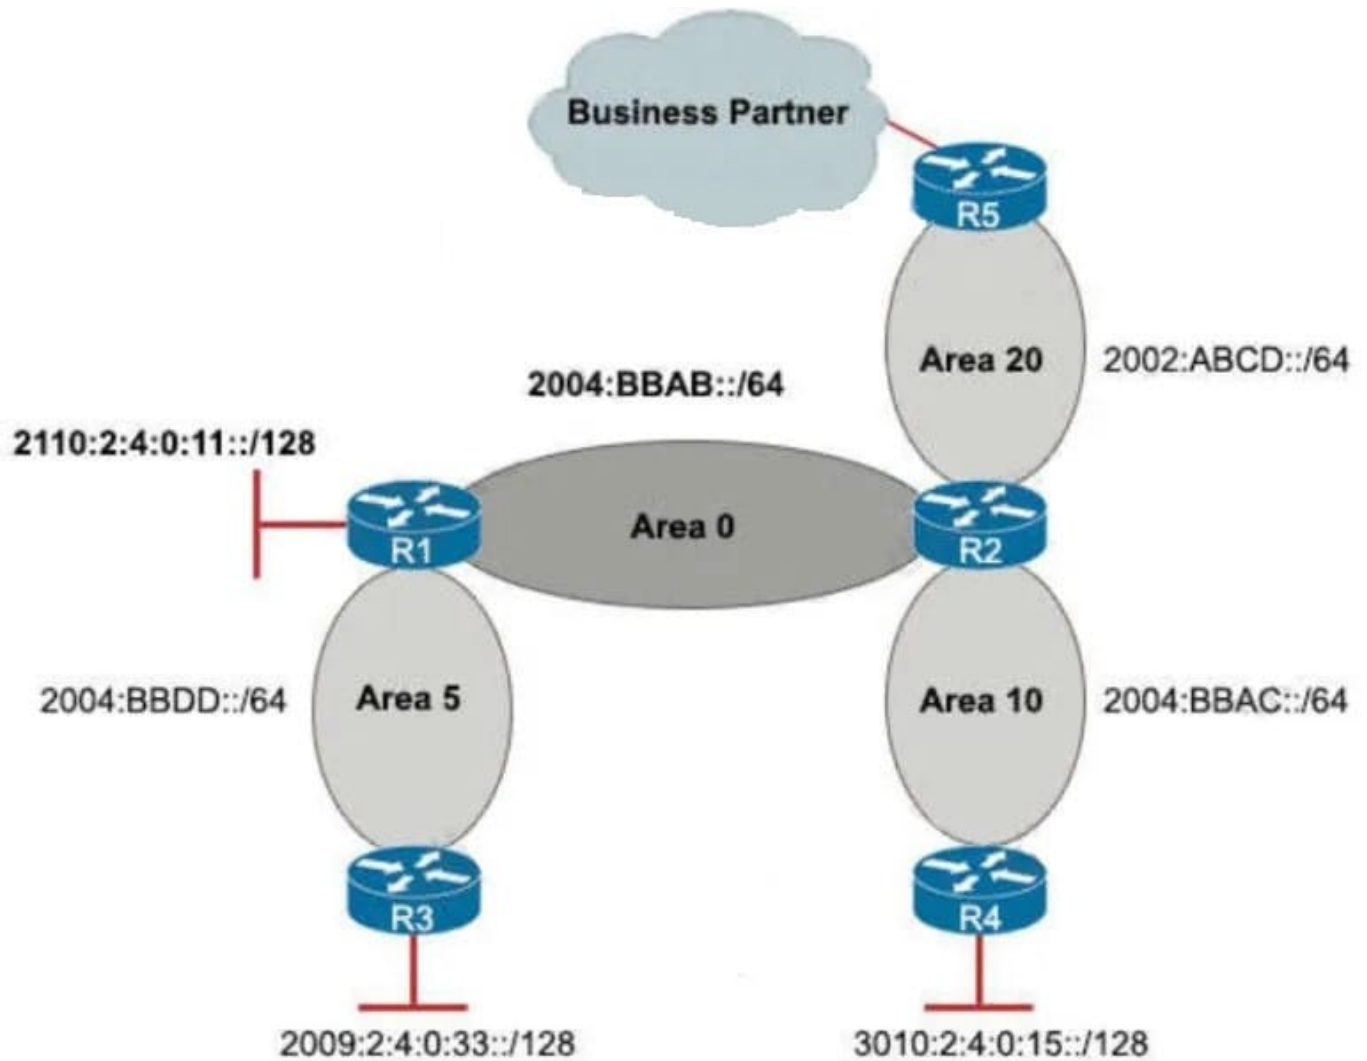 Business Partner
R5
Area 20
2002:ABCD::/64
2004:BBAB::/64
2110:2:4:0:11::/128
R1
Area 0
R2
2004:BBDD::/64
Area 5
Area 10
2004:BBAC::/64
R3
R4
2009:2:4:0:33::/128
3010:2:4:0:15::/128